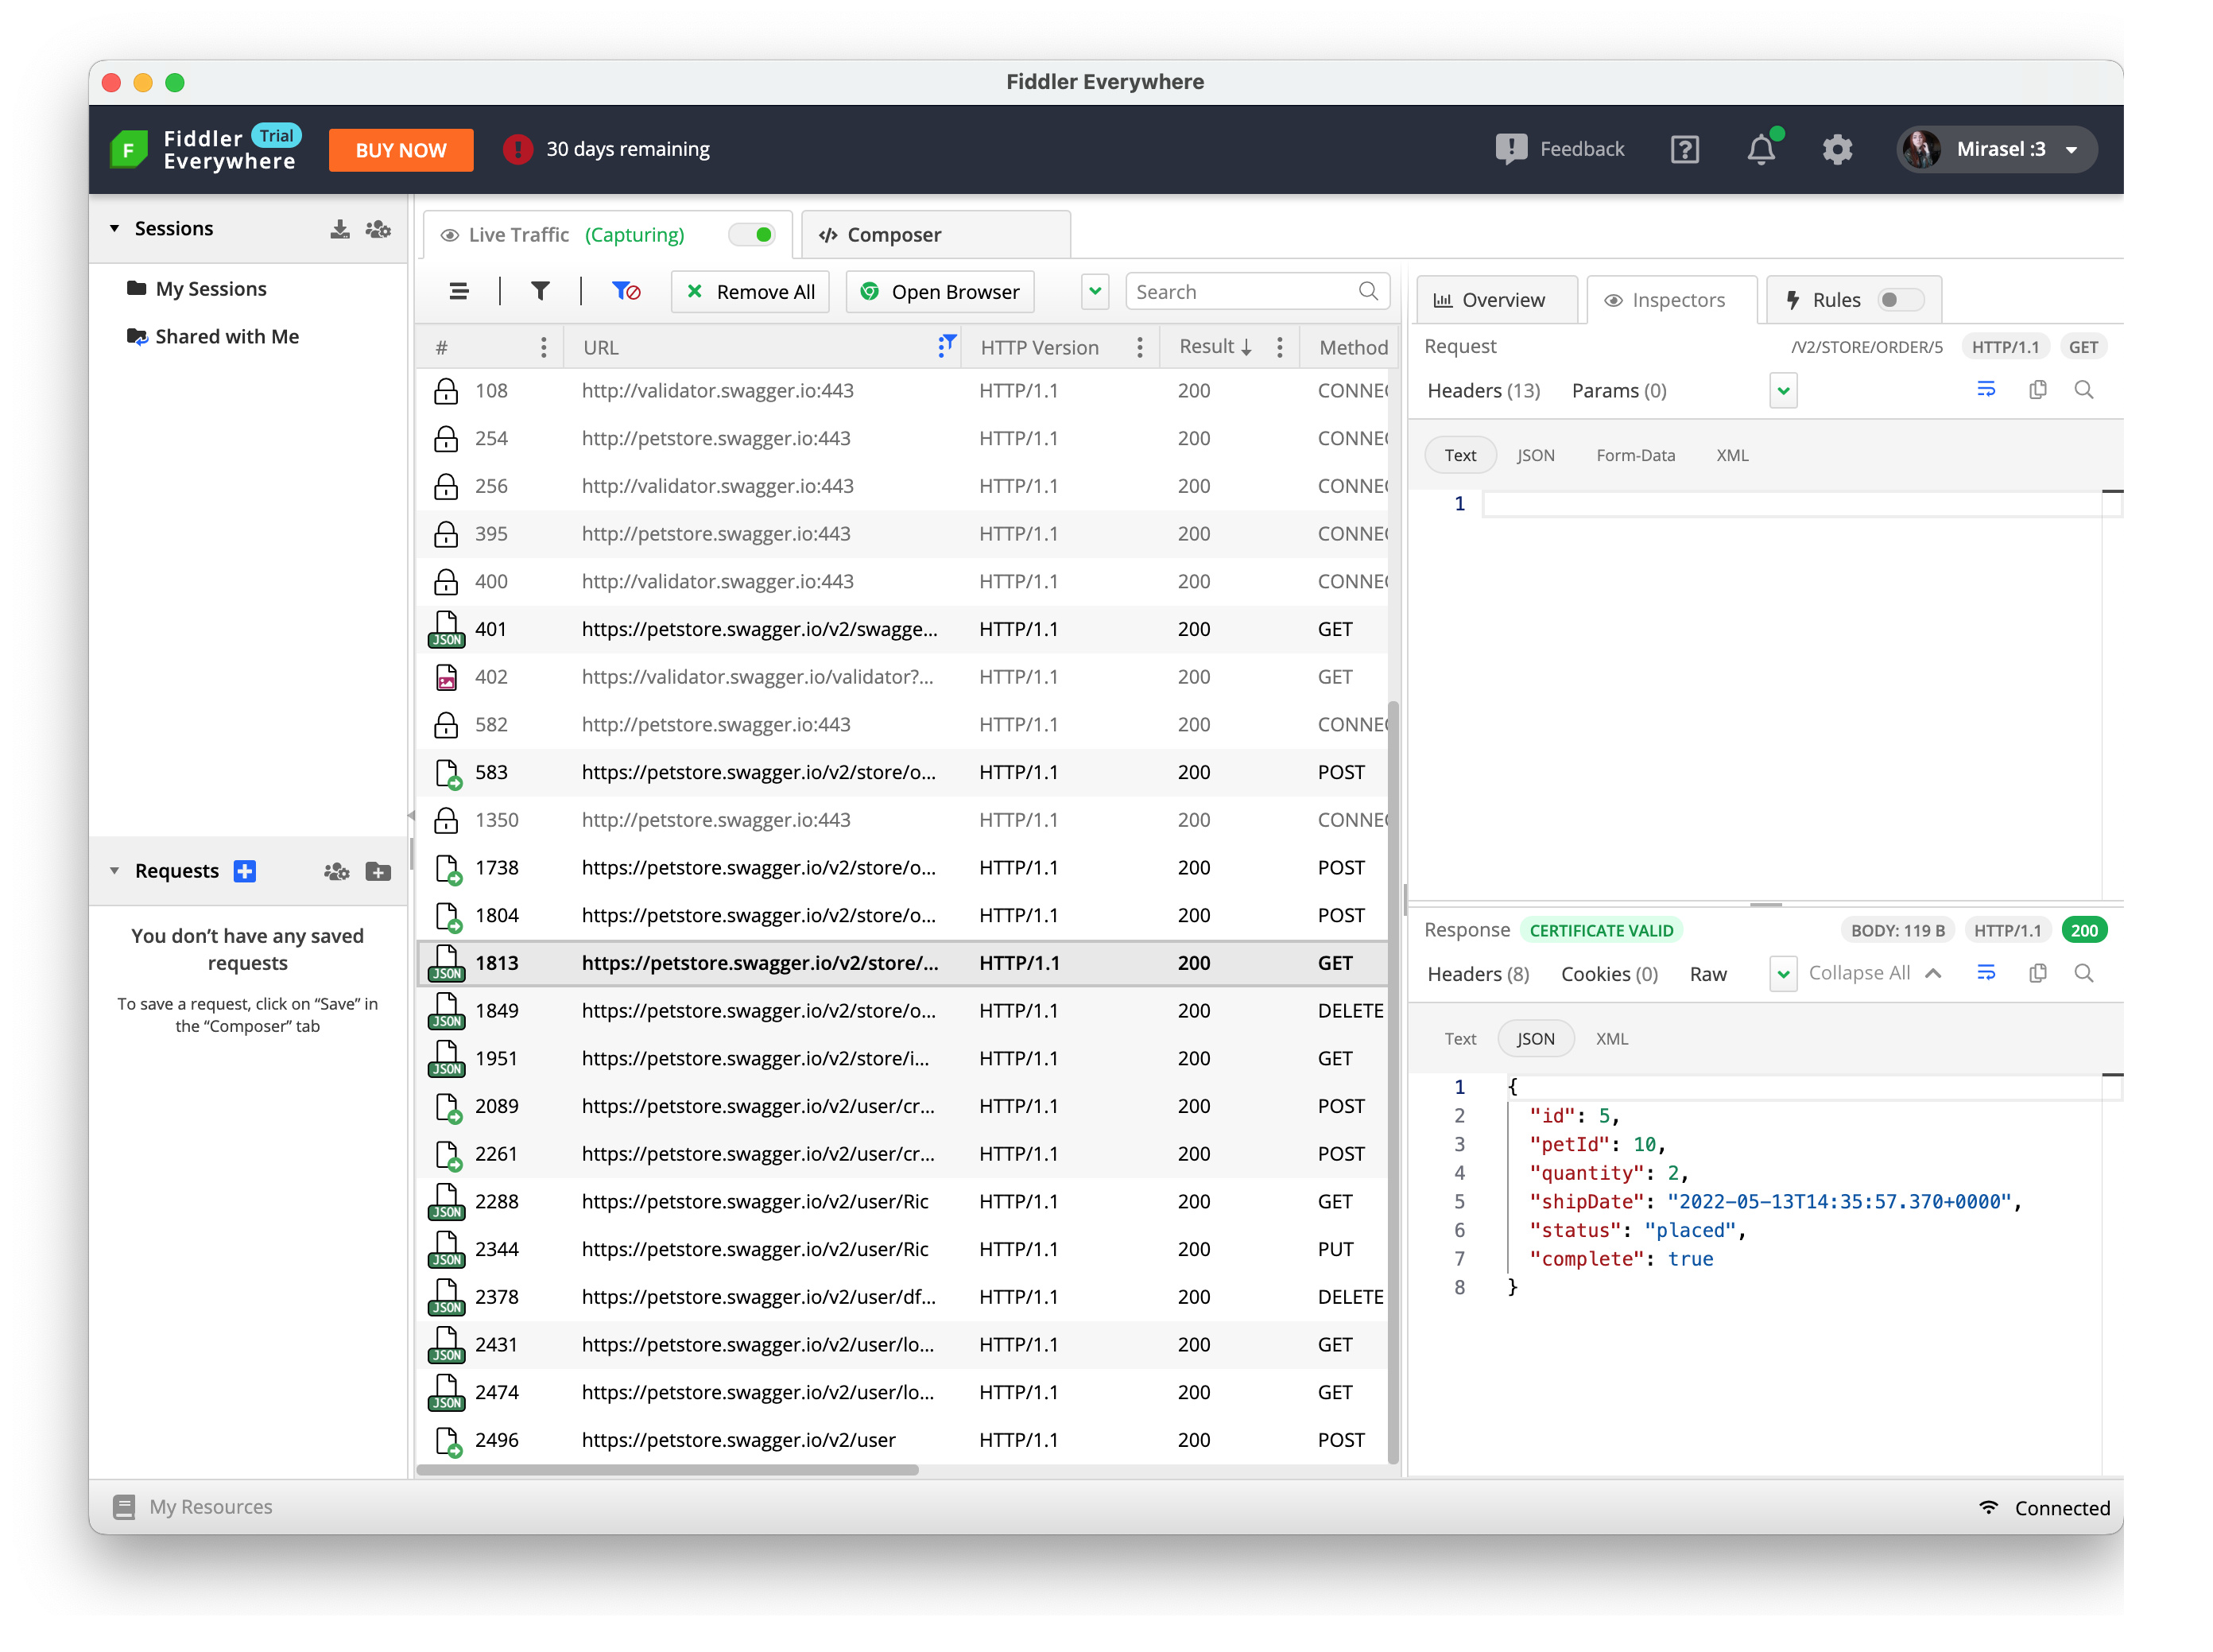 Fiddler Everywhere
Fiddler Trial
Everywhere
BUY NOW
30 days remaining
Feedback
Mirasel :3
Sessions
My Sessions
Shared with Me
Requests
You don’t have any saved
requests
To save a request, click on “Save” in
the “Composer” tab
Live Traffic (Capturing)
Composer
Remove All
Open Browser
Search
# URL HTTP Version Result Method
108 http://validator.swagger.io:443 HTTP/1.1 200 CONNEC
254 http://petstore.swagger.io:443 HTTP/1.1 200 CONNEC
256 http://validator.swagger.io:443 HTTP/1.1 200 CONNEC
395 http://petstore.swagger.io:443 HTTP/1.1 200 CONNEC
400 http://validator.swagger.io:443 HTTP/1.1 200 CONNEC
JSON 401 https://petstore.swagger.io/v2/swagge... HTTP/1.1 200 GET
402 https://validator.swagger.io/validator?... HTTP/1.1 200 GET
582 http://petstore.swagger.io:443 HTTP/1.1 200 CONNEC
583 https://petstore.swagger.io/v2/store/o... HTTP/1.1 200 POST
1350 http://petstore.swagger.io:443 HTTP/1.1 200 CONNEC
1738 https://petstore.swagger.io/v2/store/o... HTTP/1.1 200 POST
1804 https://petstore.swagger.io/v2/store/o... HTTP/1.1 200 POST
JSON 1813 https://petstore.swagger.io/v2/store/... HTTP/1.1 200 GET
JSON 1849 https://petstore.swagger.io/v2/store/o... HTTP/1.1 200 DELETE
JSON 1951 https://petstore.swagger.io/v2/store/i... HTTP/1.1 200 GET
2089 https://petstore.swagger.io/v2/user/cr... HTTP/1.1 200 POST
2261 https://petstore.swagger.io/v2/user/cr... HTTP/1.1 200 POST
JSON 2288 https://petstore.swagger.io/v2/user/Ric HTTP/1.1 200 GET
JSON 2344 https://petstore.swagger.io/v2/user/Ric HTTP/1.1 200 PUT
JSON 2378 https://petstore.swagger.io/v2/user/df... HTTP/1.1 200 DELETE
JSON 2431 https://petstore.swagger.io/v2/user/lo... HTTP/1.1 200 GET
JSON 2474 https://petstore.swagger.io/v2/user/lo... HTTP/1.1 200 GET
2496 https://petstore.swagger.io/v2/user HTTP/1.1 200 POST
Overview
Inspectors
Rules
Request /V2/STORE/ORDER/5 HTTP/1.1 GET
Headers (13) Params (0)
Text JSON Form-Data XML
1
Response CERTIFICATE VALID BODY: 119 B HTTP/1.1 200
Headers (8) Cookies (0) Raw Collapse All
Text JSON XML
1 {
2 "id": 5,
3 "petId": 10,
4 "quantity": 2,
5 "shipDate": "2022-05-13T14:35:57.370+0000",
6 "status": "placed",
7 "complete": true
8 }
My Resources
Connected